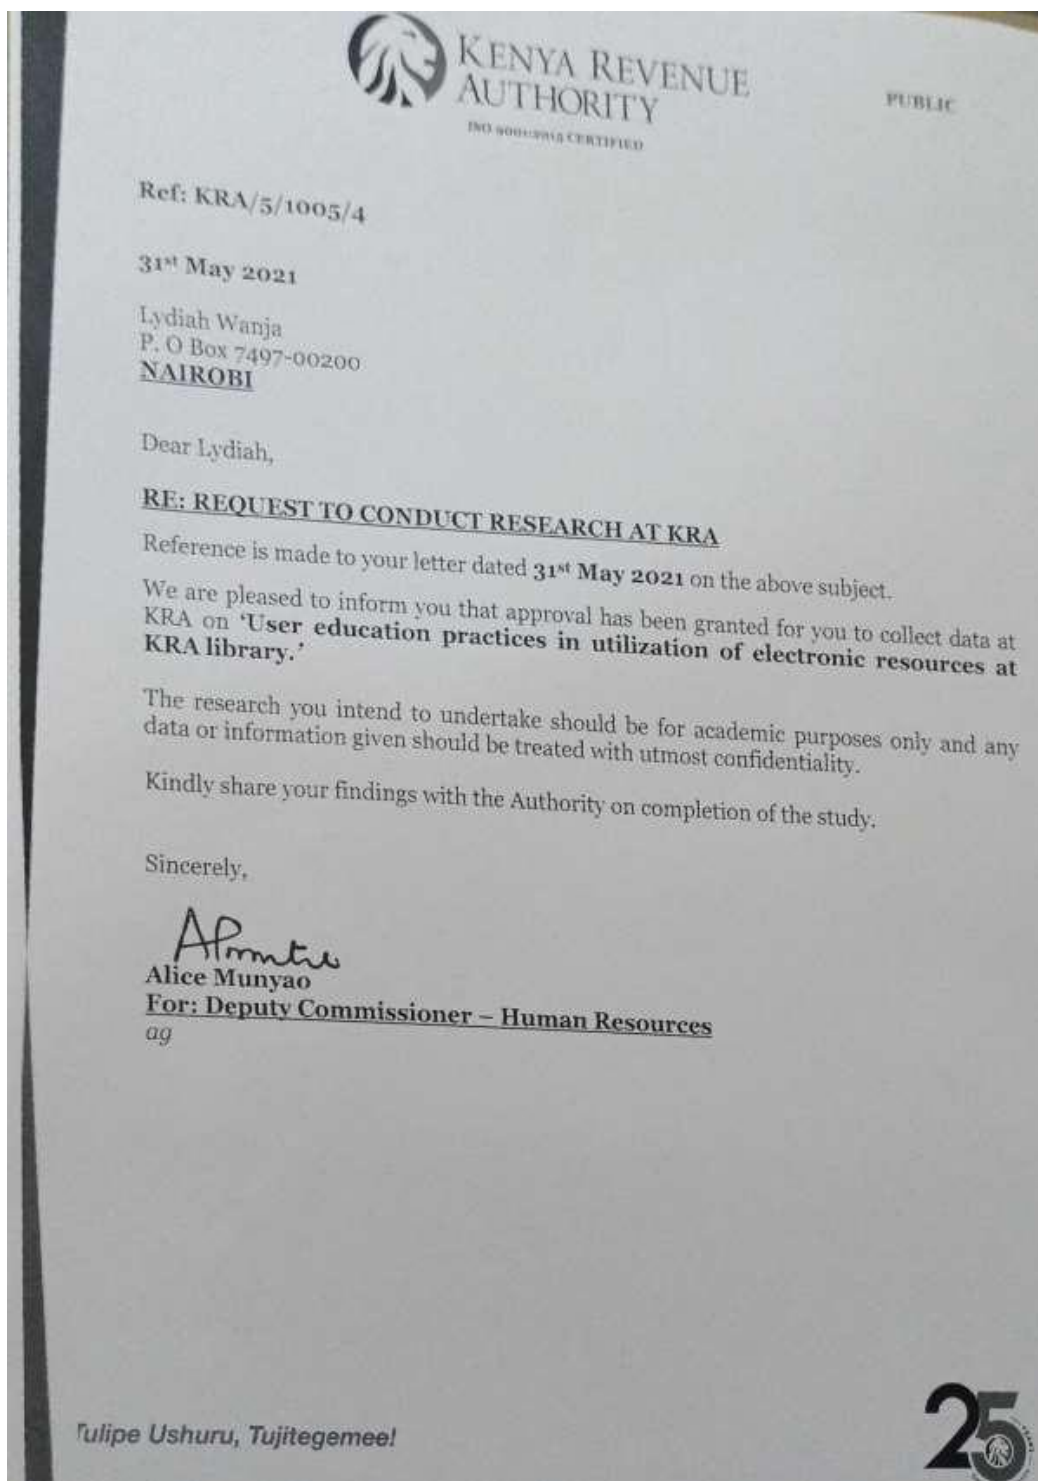 KENYA REVENUE
AUTHORITY
ISO 9001:2015 CERTIFIED
PUBLIC
Ref: KRA/5/1005/4
31st May 2021
Lydiah Wanja
P. O Box 7497-00200
NAIROBI
Dear Lydiah,
RE: REQUEST TO CONDUCT RESEARCH AT KRA
Reference is made to your letter dated 31st May 2021 on the above subject.
We are pleased to inform you that approval has been granted for you to collect data at
KRA on ‘User education practices in utilization of electronic resources at
KRA library.’
The research you intend to undertake should be for academic purposes only and any
data or information given should be treated with utmost confidentiality.
Kindly share your findings with the Authority on completion of the study.
Sincerely,
Alice Munyao
For: Deputy Commissioner – Human Resources
ag
Tulipe Ushuru, Tujitegemee!
25